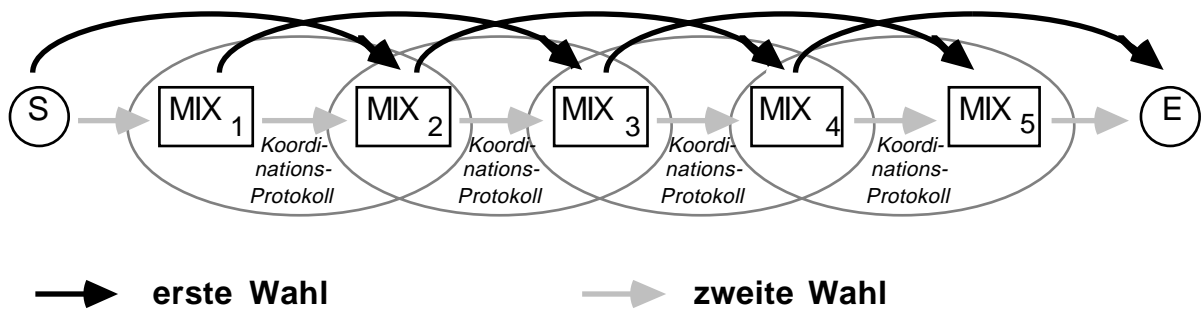 S MIX 1 MIX 2 MIX 3 MIX 4 MIX 5 E
Koordi-
nations-
Protokoll
Koordi-
nations-
Protokoll
Koordi-
nations-
Protokoll
Koordi-
nations-
Protokoll
erste Wahl
zweite Wahl